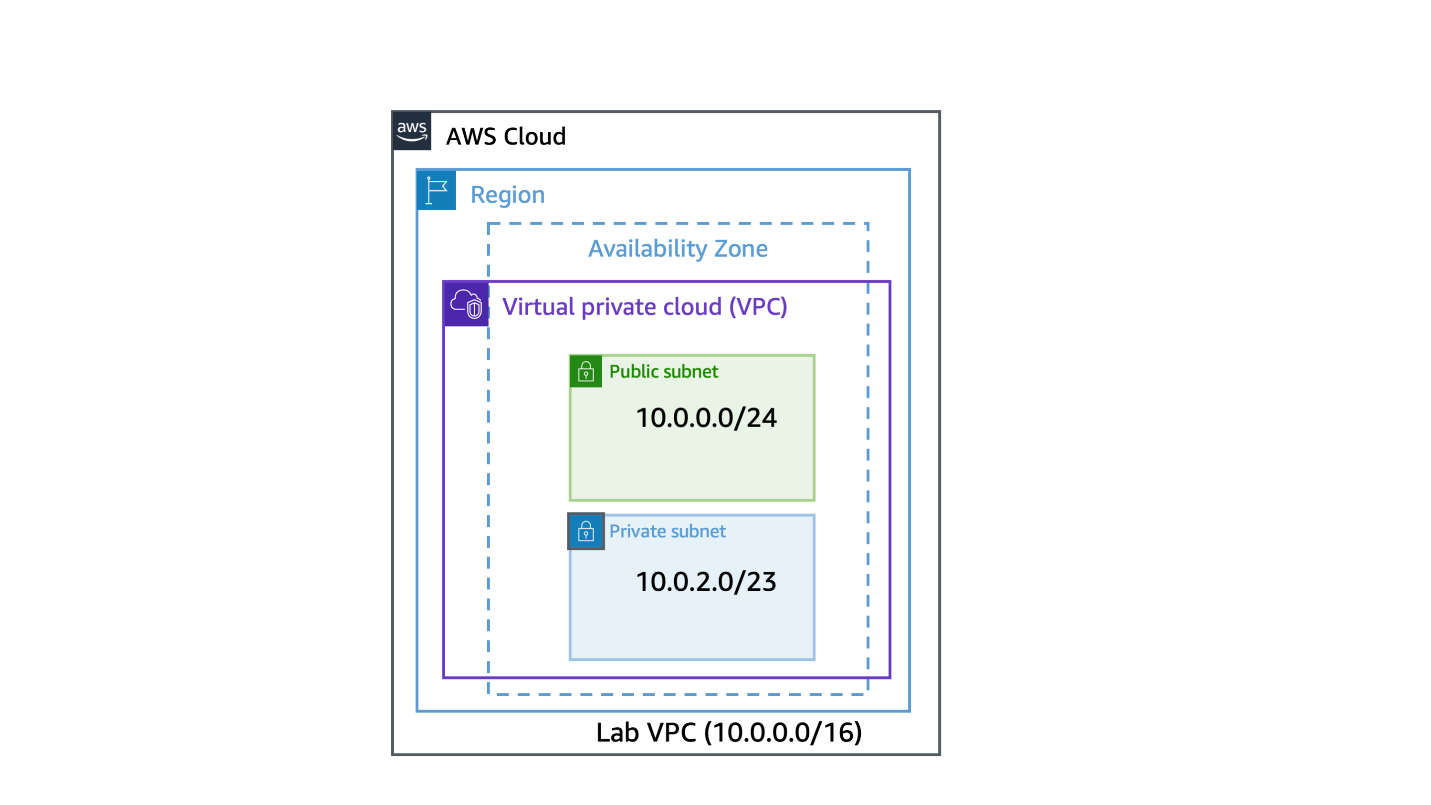 aws
AWS Cloud
Region
Availability Zone
Virtual private cloud (VPC)
Public subnet
10.0.0.0/24
Private subnet
10.0.2.0/23
Lab VPC (10.0.0.0/16)